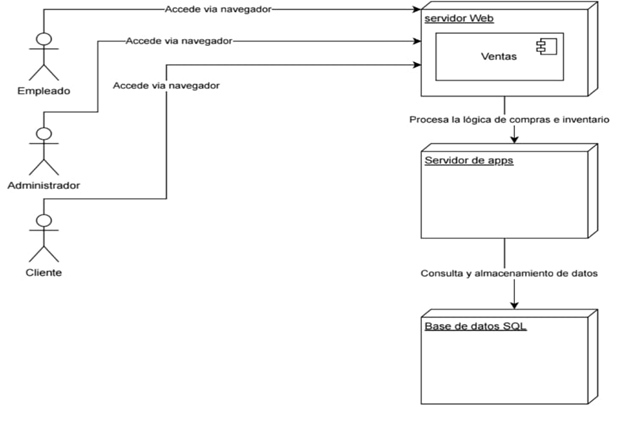 Accede via navegador
servidor Web
Empleado
Accede via navegador
Ventas
Accede via navegador
Procesa la lógica de compras e inventario
Administrador
Servidor de apps
Cliente
Consulta y almacenamiento de datos
Base de datos SQL